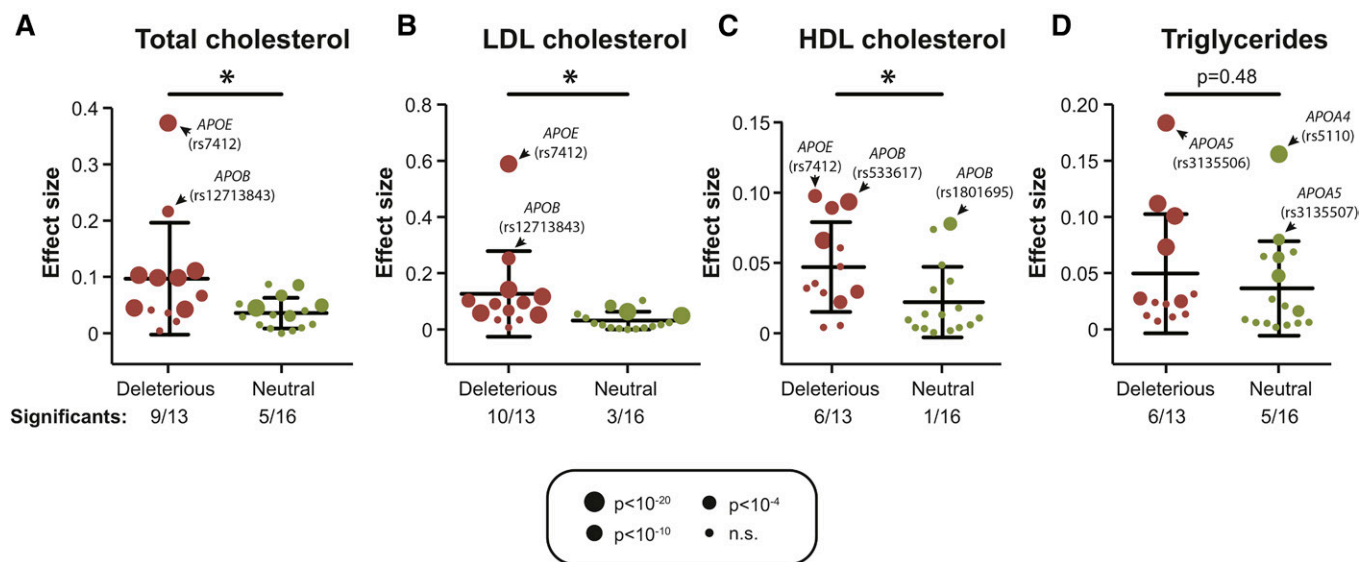 A Total cholesterol
*
0.4
0.3
0.2
0.1
0
Effect size
APOE
(rs7412)
APOB
(rs12713843)
Deleterious Neutral
Significants: 9/13 5/16
B LDL cholesterol
*
0.8
0.6
0.4
0.2
0
Effect size
APOE
(rs7412)
APOB
(rs12713843)
Deleterious Neutral
10/13 3/16
C HDL cholesterol
*
0.15
0.10
0.05
0
Effect size
APOE
(rs7412)
APOB
(rs533617)
APOB
(rs1801695)
Deleterious Neutral
6/13 1/16
D Triglycerides
p=0.48
0.20
0.15
0.10
0.05
0
Effect size
APOA5
(rs3135506)
APOA4
(rs5110)
APOA5
(rs3135507)
Deleterious Neutral
6/13 5/16
p<10⁻²⁰ p<10⁻⁴
p<10⁻¹⁰ n.s.